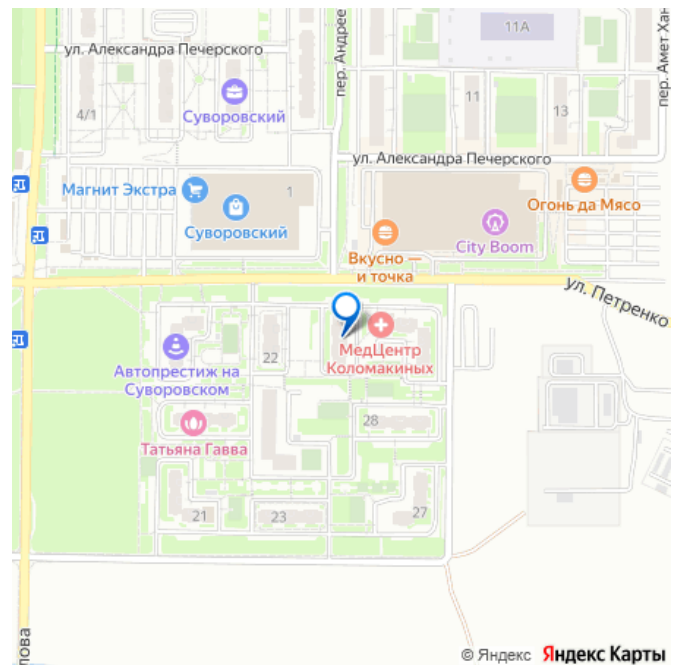 11А
ул. Александра Печерского
пер. Андрее
пер. Амет Хан
4/1
Суворовский
11
13
ул. Александра Печерского
Магнит Экстра
1
Суворовский
Огонь да Мясо
City Boom
Вкусно —
и точка
ул. Петренко
22
МедЦентр
Коломакиных
Автопрестиж на
Суворовском
28
Татьяна Гавва
21
23
27
лова
© Яндекс Яндекс Карты